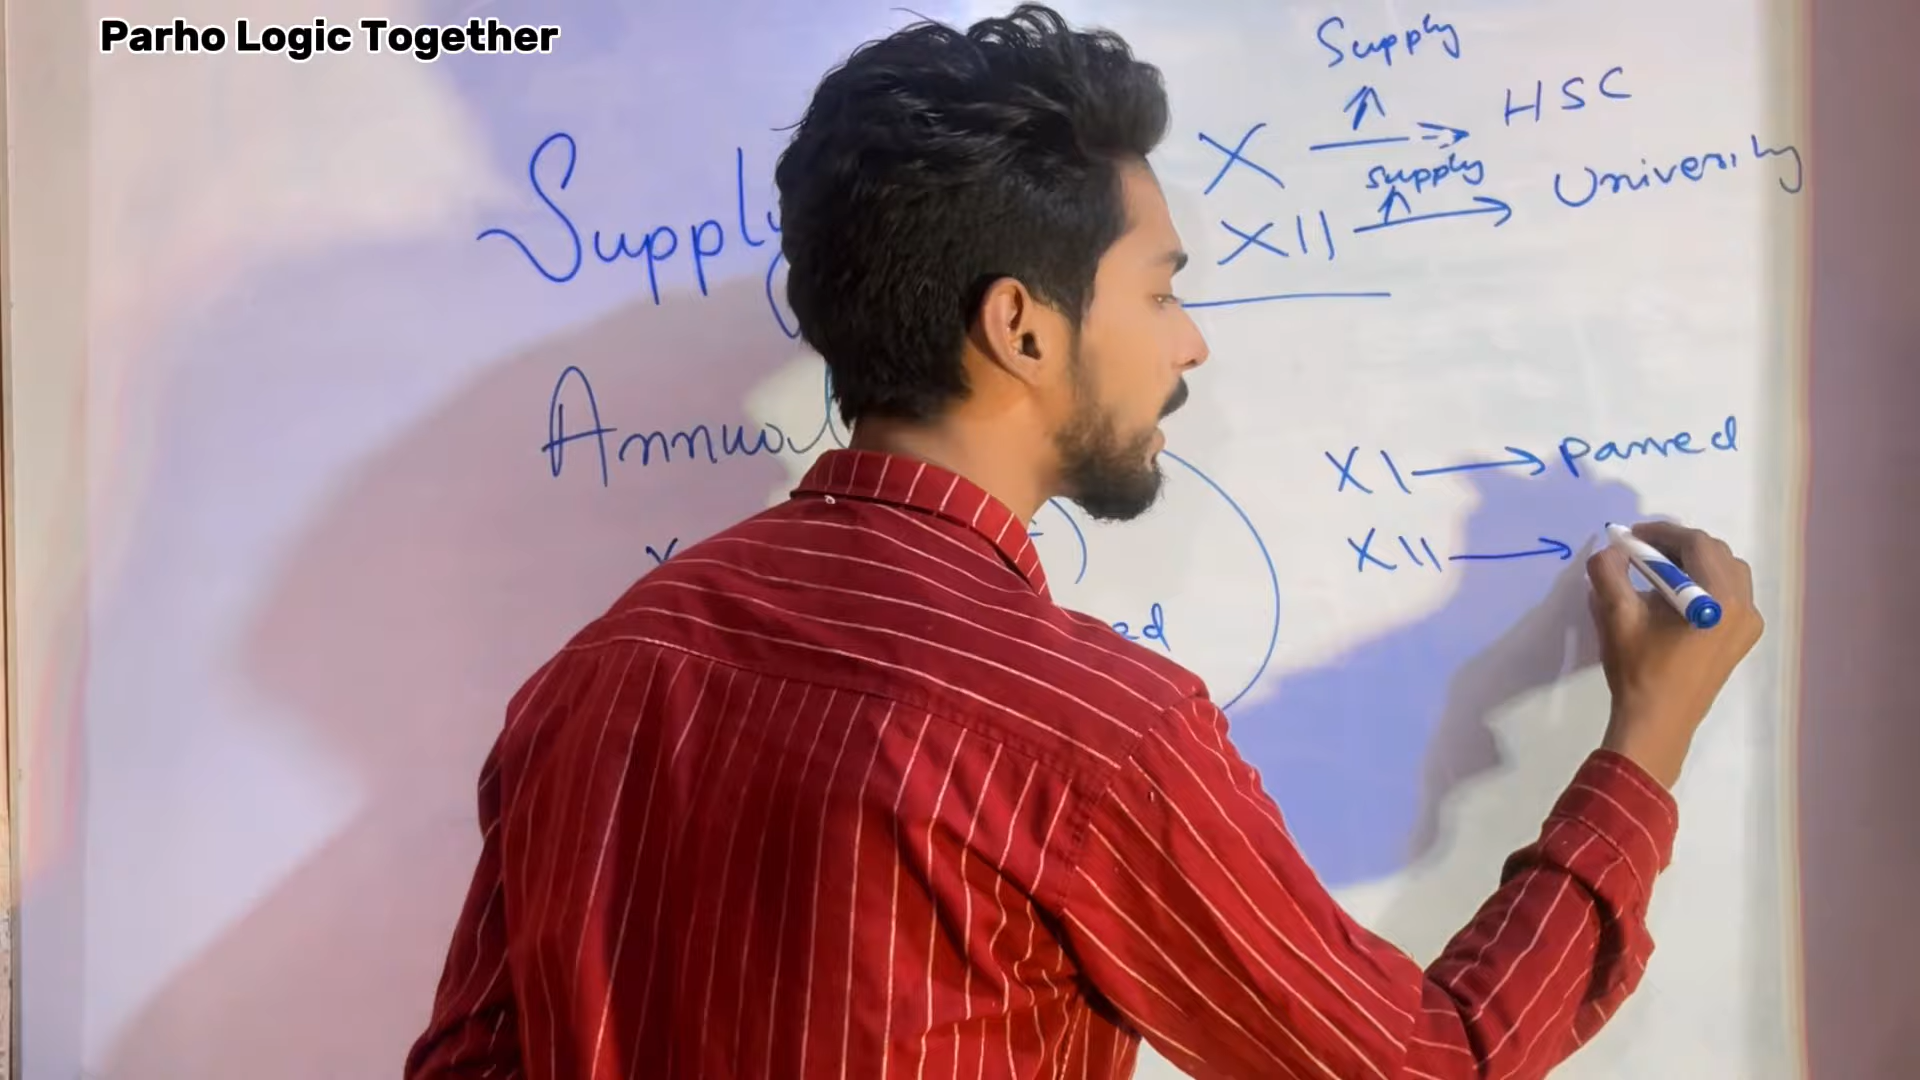 Parho Logic Together
Supply
X → HSC
Supply
XII → University
Supply
Annual
XI → Passed
XII →